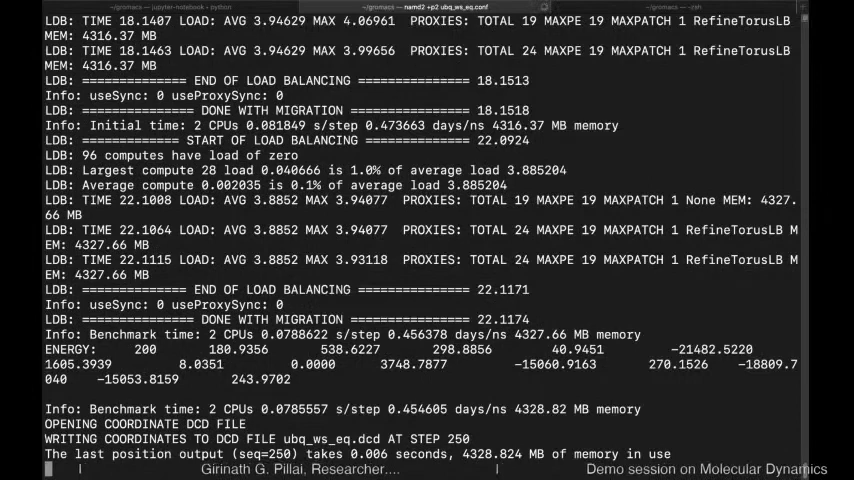 ~/gromacs — jupyter-notebook • python
~/gromacs — namd2 +p2 ubq_ws_eq.conf
~/gromacs — -zsh
LDB: TIME 18.1407 LOAD: AVG 3.94629 MAX 4.06961  PROXIES: TOTAL 19 MAXPE 19 MAXPATCH 1 RefineTorusLB
MEM: 4316.37 MB
LDB: TIME 18.1463 LOAD: AVG 3.94629 MAX 3.99656  PROXIES: TOTAL 24 MAXPE 19 MAXPATCH 1 RefineTorusLB
MEM: 4316.37 MB
LDB: ============== END OF LOAD BALANCING =============== 18.1513
Info: useSync: 0 useProxySync: 0
LDB: =============== DONE WITH MIGRATION ================ 18.1518
Info: Initial time: 2 CPUs 0.081849 s/step 0.473663 days/ns 4316.37 MB memory
LDB: ============= START OF LOAD BALANCING ============== 22.0924
LDB: 96 computes have load of zero
LDB: Largest compute 28 load 0.040666 is 1.0% of average load 3.885204
LDB: Average compute 0.002035 is 0.1% of average load 3.885204
LDB: TIME 22.1008 LOAD: AVG 3.8852 MAX 3.94077  PROXIES: TOTAL 19 MAXPE 19 MAXPATCH 1 None MEM: 4327.
66 MB
LDB: TIME 22.1064 LOAD: AVG 3.8852 MAX 3.94077  PROXIES: TOTAL 24 MAXPE 19 MAXPATCH 1 RefineTorusLB M
EM: 4327.66 MB
LDB: TIME 22.1115 LOAD: AVG 3.8852 MAX 3.93118  PROXIES: TOTAL 24 MAXPE 19 MAXPATCH 1 RefineTorusLB M
EM: 4327.66 MB
LDB: ============== END OF LOAD BALANCING =============== 22.1171
Info: useSync: 0 useProxySync: 0
LDB: =============== DONE WITH MIGRATION ================ 22.1174
Info: Benchmark time: 2 CPUs 0.0788622 s/step 0.456378 days/ns 4327.66 MB memory
ENERGY:     200       180.9356       538.6227       298.8856        40.9451     -21482.5220
1605.3939         8.0351         0.0000      3748.7877         -15060.9163       270.1526    -18809.7
040    -15053.8159       243.9702
Info: Benchmark time: 2 CPUs 0.0785557 s/step 0.454605 days/ns 4328.82 MB memory
OPENING COORDINATE DCD FILE
WRITING COORDINATES TO DCD FILE ubq_ws_eq.dcd AT STEP 250
The last position output (seq=250) takes 0.006 seconds, 4328.824 MB of memory in use
| Girinath G. Pillai, Researcher.... | Demo session on Molecular Dynamics